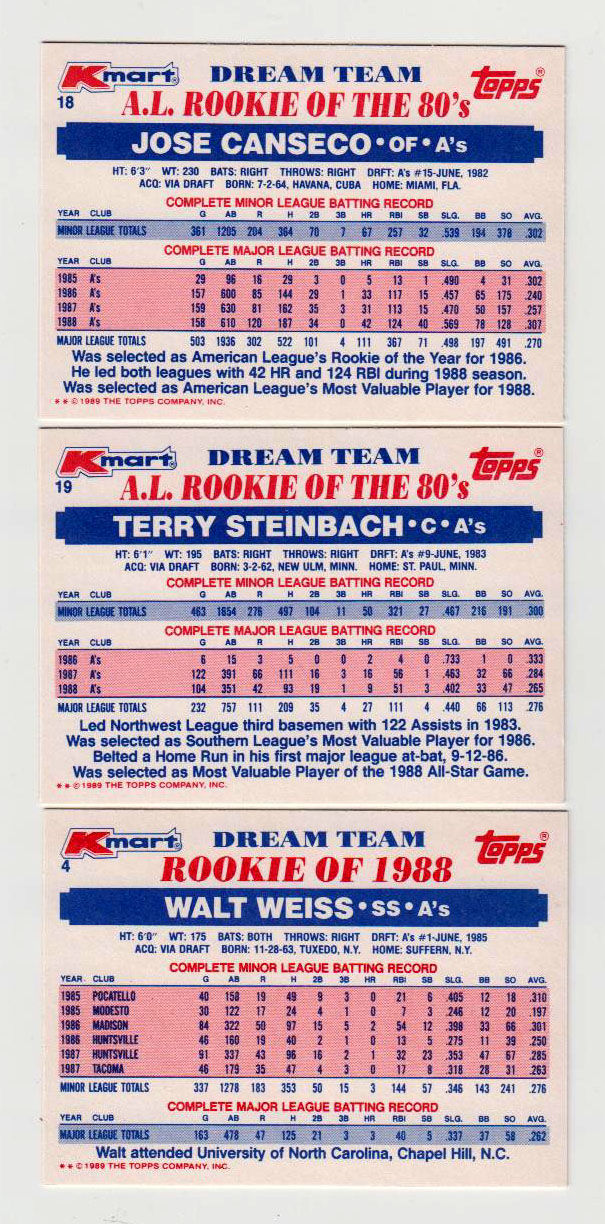 Kmart DREAM TEAM Topps®
18 A.L. ROOKIE OF THE 80's
JOSE CANSECO•OF•A's
HT: 6'3" WT: 230 BATS: RIGHT THROWS: RIGHT DRFT: A's #15-JUNE, 1982
ACQ: VIA DRAFT BORN: 7-2-64, HAVANA, CUBA HOME: MIAMI, FLA.
COMPLETE MINOR LEAGUE BATTING RECORD
YEAR CLUB G AB R H 2B 3B HR RBI SB SLG. BB SO AVG.
MINOR LEAGUE TOTALS 361 1205 204 364 70 7 67 257 32 .539 194 378 .302
COMPLETE MAJOR LEAGUE BATTING RECORD
YEAR CLUB G AB R H 2B 3B HR RBI SB SLG. BB SO AVG.
1985 A's 29 96 16 29 3 0 5 13 1 .490 4 31 .302
1986 A's 157 600 85 144 29 1 33 117 15 .457 65 175 .240
1987 A's 159 630 81 162 35 3 31 113 15 .470 50 157 .257
1988 A's 158 610 120 187 34 0 42 124 40 .569 78 128 .307
MAJOR LEAGUE TOTALS 503 1936 302 522 101 4 111 367 71 .498 197 491 .270
Was selected as American League's Rookie of the Year for 1986.
He led both leagues with 42 HR and 124 RBI during 1988 season.
Was selected as American League's Most Valuable Player for 1988.
** © 1989 THE TOPPS COMPANY, INC.
Kmart DREAM TEAM Topps®
19 A.L. ROOKIE OF THE 80's
TERRY STEINBACH•C•A's
HT: 6'1" WT: 195 BATS: RIGHT THROWS: RIGHT DRFT: A's #9-JUNE, 1983
ACQ: VIA DRAFT BORN: 3-2-62, NEW ULM, MINN. HOME: ST. PAUL, MINN.
COMPLETE MINOR LEAGUE BATTING RECORD
YEAR CLUB G AB R H 2B 3B HR RBI SB SLG. BB SO AVG.
MINOR LEAGUE TOTALS 463 1654 276 497 104 11 50 321 27 .467 216 191 .300
COMPLETE MAJOR LEAGUE BATTING RECORD
YEAR CLUB G AB R H 2B 3B HR RBI SB SLG. BB SO AVG.
1986 A's 6 15 3 5 0 0 2 4 0 .733 1 0 .333
1987 A's 122 391 66 111 16 3 16 56 1 .463 32 66 .284
1988 A's 104 351 42 93 19 1 9 51 3 .402 33 47 .265
MAJOR LEAGUE TOTALS 232 757 111 209 35 4 27 111 4 .440 66 113 .276
Led Northwest League third basemen with 122 Assists in 1983.
Was selected as Southern League's Most Valuable Player for 1986.
Belted a Home Run in his first major league at-bat, 9-12-86.
Was selected as Most Valuable Player of the 1988 All-Star Game.
** © 1989 THE TOPPS COMPANY, INC.
Kmart DREAM TEAM Topps®
4 ROOKIE OF 1988
WALT WEISS•SS•A's
HT: 6'0" WT: 175 BATS: BOTH THROWS: RIGHT DRFT: A's #1-JUNE, 1985
ACQ: VIA DRAFT BORN: 11-28-63, TUXEDO, N.Y. HOME: SUFFERN, N.Y.
COMPLETE MINOR LEAGUE BATTING RECORD
YEAR CLUB G AB R H 2B 3B HR RBI SB SLG. BB SO AVG.
1985 POCATELLO 40 158 19 49 9 3 0 21 6 .405 12 18 .310
1985 MODESTO 30 122 17 24 4 1 0 7 3 .246 12 20 .197
1986 MADISON 84 322 50 97 15 5 2 54 12 .398 33 66 .301
1986 HUNTSVILLE 46 160 19 40 2 1 0 13 5 .275 11 39 .250
1987 HUNTSVILLE 91 337 43 96 16 2 1 32 23 .353 47 67 .285
1987 TACOMA 46 179 35 47 4 3 0 17 8 .318 28 31 .263
MINOR LEAGUE TOTALS 337 1278 183 353 50 15 3 144 57 .346 143 241 .276
COMPLETE MAJOR LEAGUE BATTING RECORD
YEAR CLUB G AB R H 2B 3B HR RBI SB SLG. BB SO AVG.
MAJOR LEAGUE TOTALS 163 478 47 125 21 3 3 40 5 .337 37 58 .262
Walt attended University of North Carolina, Chapel Hill, N.C.
** © 1989 THE TOPPS COMPANY, INC.